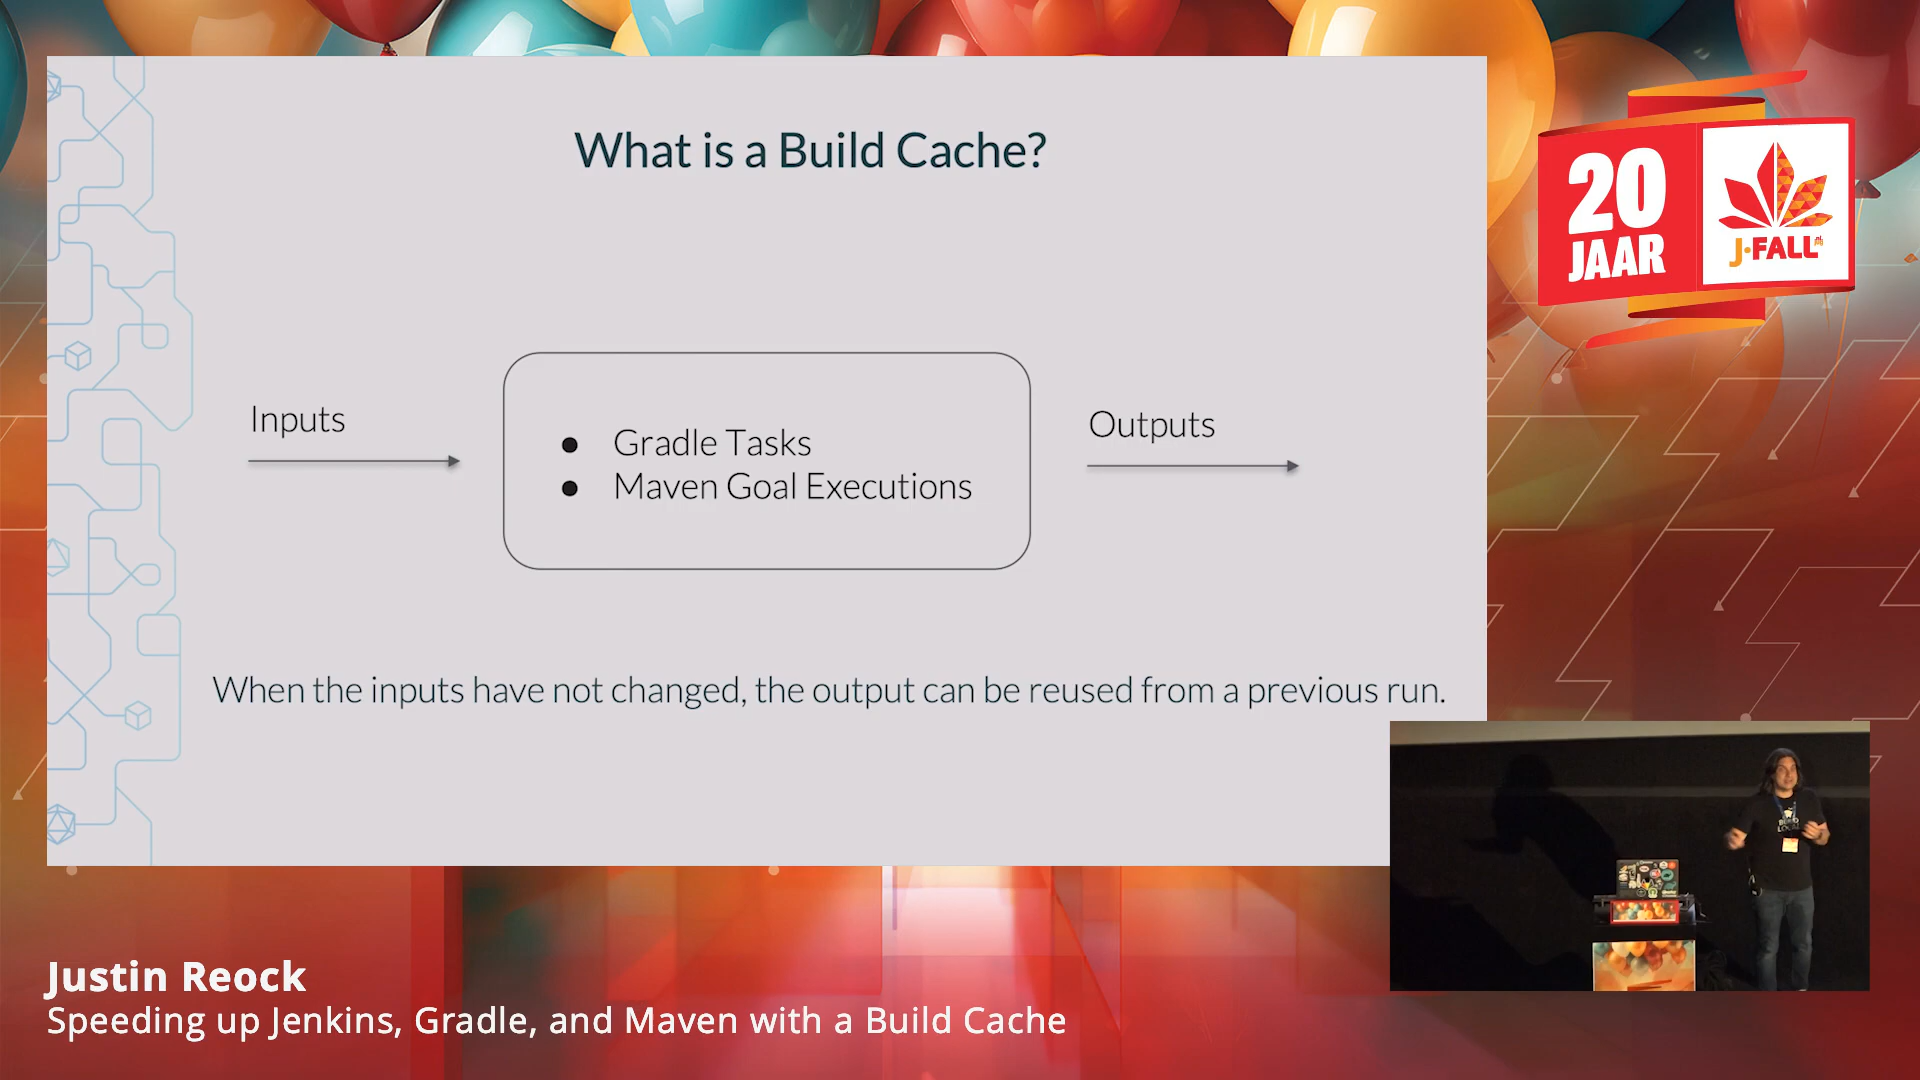 What is a Build Cache?
20
JAAR
J·FALL
Inputs
● Gradle Tasks
● Maven Goal Executions
Outputs
When the inputs have not changed, the output can be reused from a previous run.
Justin Reock
Speeding up Jenkins, Gradle, and Maven with a Build Cache